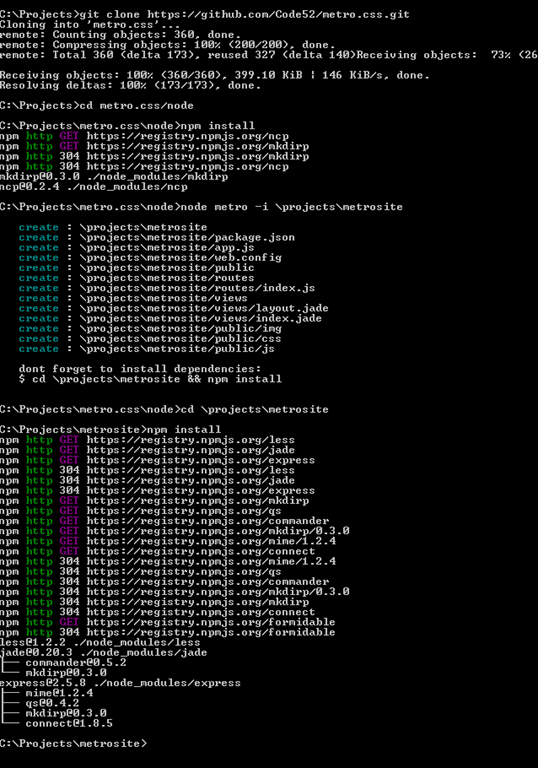 C:\Projects>git clone https://github.com/Code52/metro.css.git
Cloning into 'metro.css'...
remote: Counting objects: 360, done.
remote: Compressing objects: 100% (200/200), done.
remote: Total 360 (delta 173), reused 327 (delta 140)Receiving objects:  73% (26
Receiving objects: 100% (360/360), 399.10 KiB | 146 KiB/s, done.
Resolving deltas: 100% (173/173), done.
C:\Projects>cd metro.css/node
C:\Projects\metro.css\node>npm install
npm http GET https://registry.npmjs.org/ncp
npm http GET https://registry.npmjs.org/mkdirp
npm http 304 https://registry.npmjs.org/mkdirp
npm http 304 https://registry.npmjs.org/ncp
mkdirp@0.3.0 ./node_modules/mkdirp
ncp@0.2.4 ./node_modules/ncp
C:\Projects\metro.css\node>node metro -i \projects\metrosite
create : \projects\metrosite
create : \projects\metrosite/package.json
create : \projects\metrosite/app.js
create : \projects\metrosite/web.config
create : \projects\metrosite/public
create : \projects\metrosite/routes
create : \projects\metrosite/routes/index.js
create : \projects\metrosite/views
create : \projects\metrosite/views/layout.jade
create : \projects\metrosite/views/index.jade
create : \projects\metrosite/public/img
create : \projects\metrosite/public/css
create : \projects\metrosite/public/js
dont forget to install dependencies:
$ cd \projects\metrosite && npm install
C:\Projects\metro.css\node>cd \projects\metrosite
C:\Projects\metrosite>npm install
npm http GET https://registry.npmjs.org/less
npm http GET https://registry.npmjs.org/jade
npm http GET https://registry.npmjs.org/express
npm http 304 https://registry.npmjs.org/less
npm http 304 https://registry.npmjs.org/jade
npm http 304 https://registry.npmjs.org/express
npm http GET https://registry.npmjs.org/mkdirp
npm http GET https://registry.npmjs.org/qs
npm http GET https://registry.npmjs.org/commander
npm http GET https://registry.npmjs.org/mkdirp/0.3.0
npm http GET https://registry.npmjs.org/mime/1.2.4
npm http GET https://registry.npmjs.org/connect
npm http 304 https://registry.npmjs.org/mime/1.2.4
npm http 304 https://registry.npmjs.org/qs
npm http 304 https://registry.npmjs.org/commander
npm http 304 https://registry.npmjs.org/mkdirp/0.3.0
npm http 304 https://registry.npmjs.org/mkdirp
npm http 304 https://registry.npmjs.org/connect
npm http GET https://registry.npmjs.org/formidable
npm http 304 https://registry.npmjs.org/formidable
less@1.2.2 ./node_modules/less
jade@0.20.3 ./node_modules/jade
├── commander@0.5.2
└── mkdirp@0.3.0
express@2.5.8 ./node_modules/express
├── mime@1.2.4
├── qs@0.4.2
├── mkdirp@0.3.0
└── connect@1.8.5
C:\Projects\metrosite>